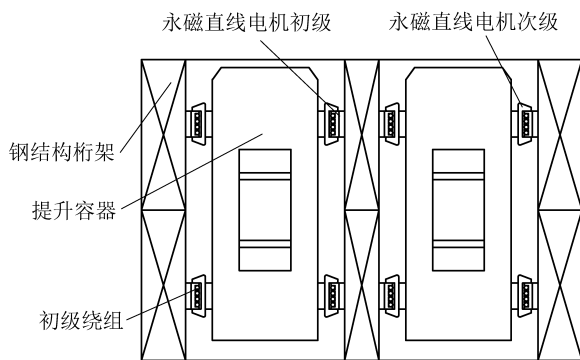 永磁直线电机初级
永磁直线电机次级
钢结构桁架
提升容器
初级绕组